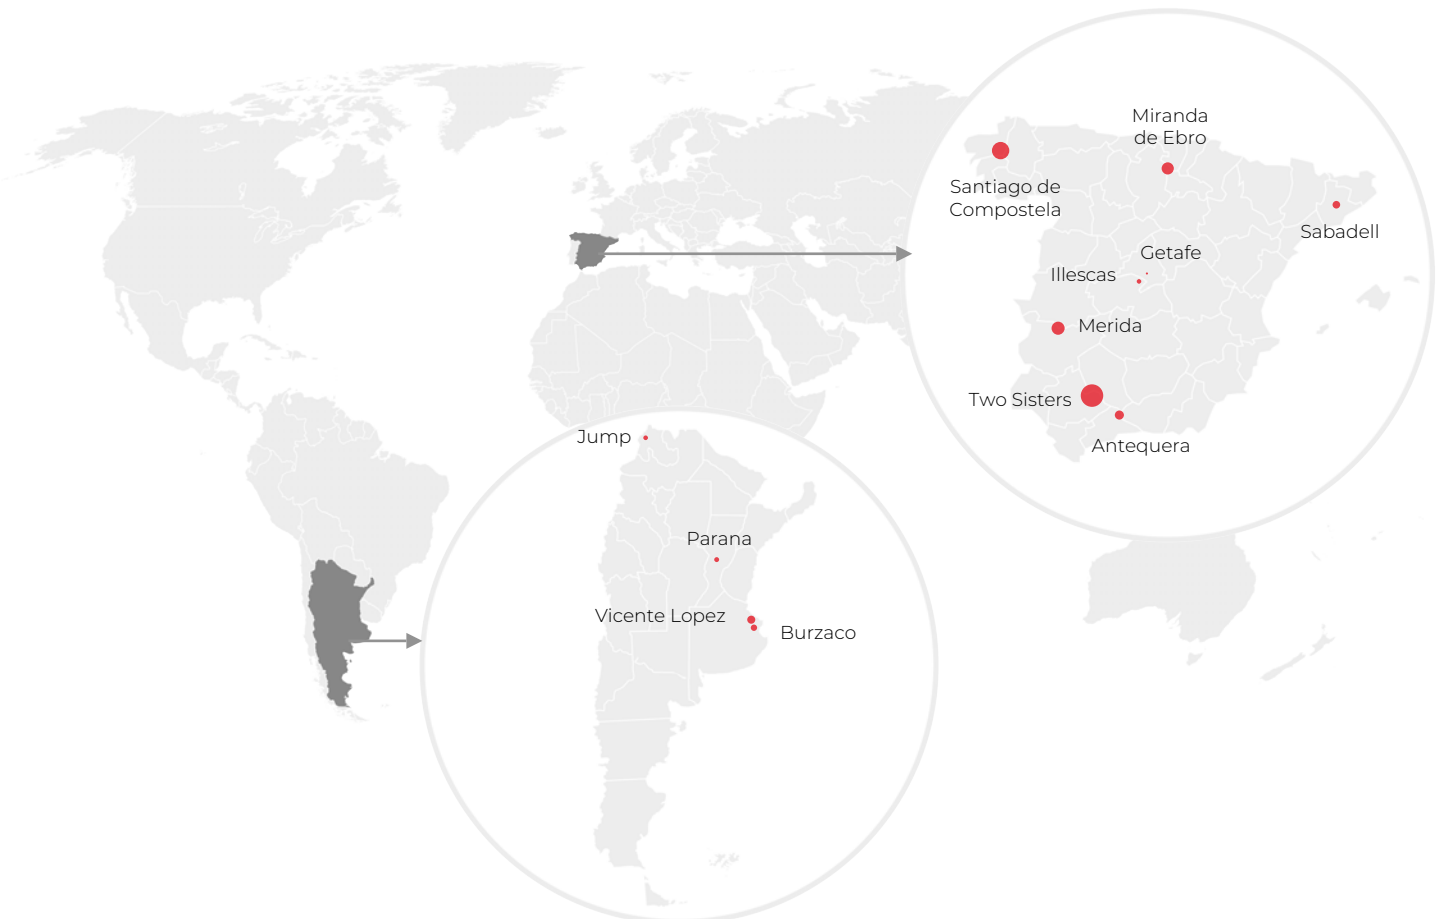 Miranda
de Ebro
Santiago de
Compostela
Sabadell
Getafe
Illescas
Merida
Two Sisters
Antequera
Jump
Parana
Vicente Lopez
Burzaco